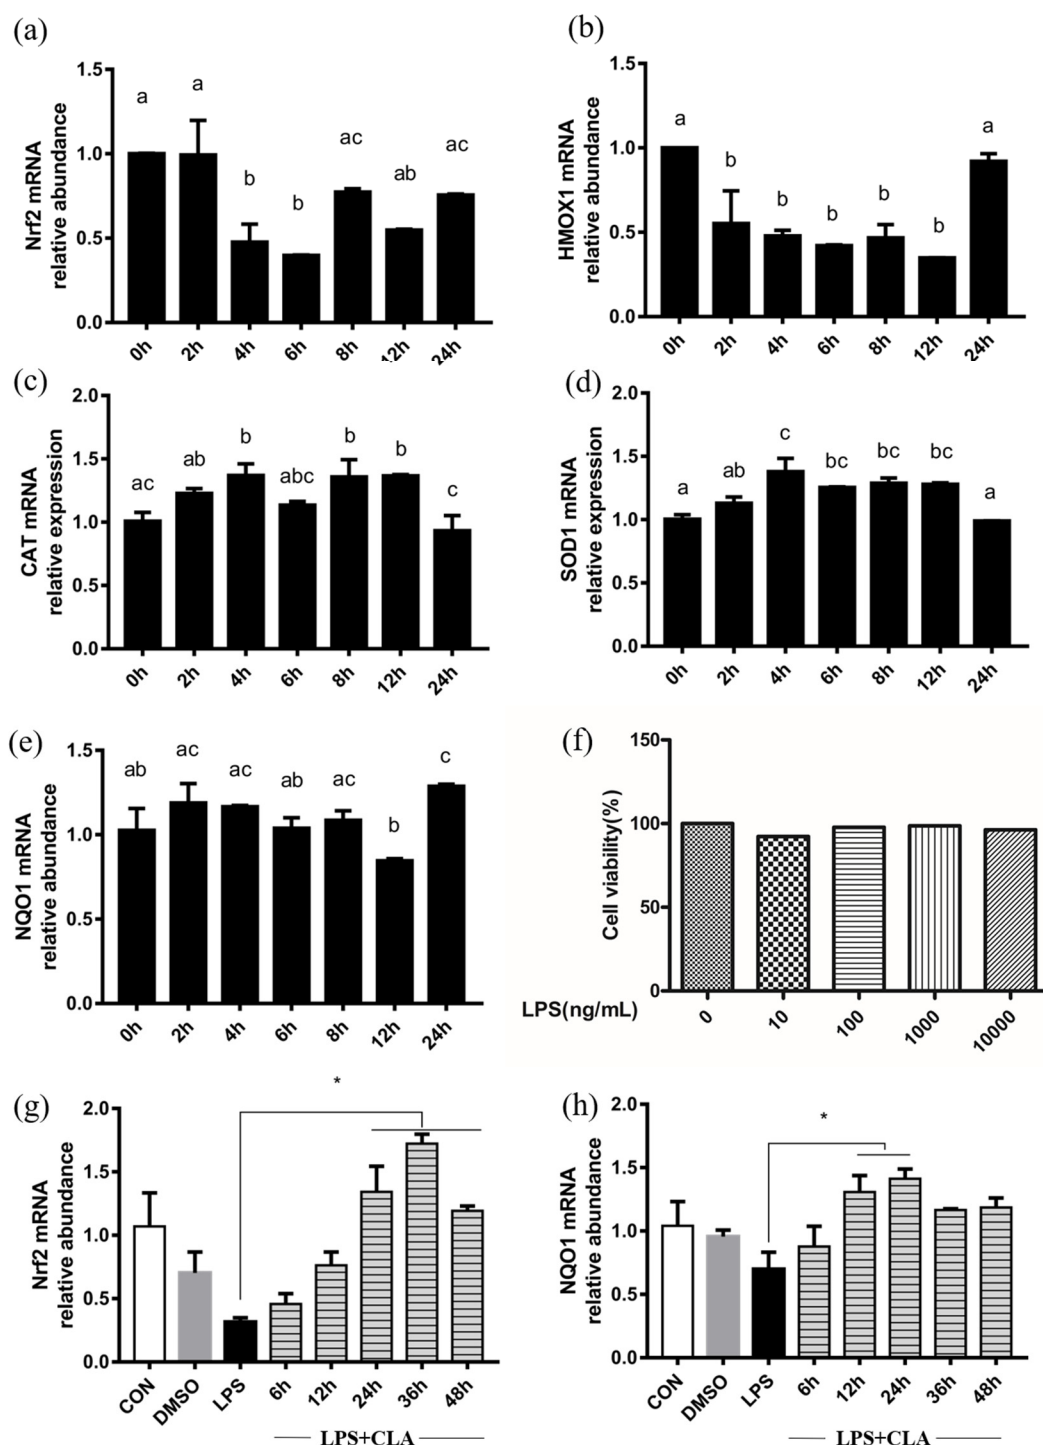 (a)
Nrf2 mRNA
relative abundance
1.5
1.0
0.5
0.0
a
a
b
b
ac
ab
ac
0h
2h
4h
6h
8h
12h
24h
(b)
HMOX1 mRNA
relative abundance
1.5
1.0
0.5
0.0
a
b
b
b
b
b
a
0h
2h
4h
6h
8h
12h
24h
(c)
CAT mRNA
relative expression
2.0
1.5
1.0
0.5
0.0
ac
ab
b
abc
b
b
c
0h
2h
4h
6h
8h
12h
24h
(d)
SOD1 mRNA
relative expression
2.0
1.5
1.0
0.5
0.0
a
ab
c
bc
bc
bc
a
0h
2h
4h
6h
8h
12h
24h
(e)
NQO1 mRNA
relative abundance
1.5
1.0
0.5
0.0
ab
ac
ac
ab
ac
b
c
0h
2h
4h
6h
8h
12h
24h
(f)
Cell viability(%)
150
100
50
0
LPS(ng/mL)
0
10
100
1000
10000
(g)
Nrf2 mRNA
relative abundance
2.0
1.5
1.0
0.5
0.0
*
CON
DMSO
LPS
6h
12h
24h
36h
48h
LPS+CLA
(h)
NQO1 mRNA
relative abundance
2.0
1.5
1.0
0.5
0.0
*
CON
DMSO
LPS
6h
12h
24h
36h
48h
LPS+CLA